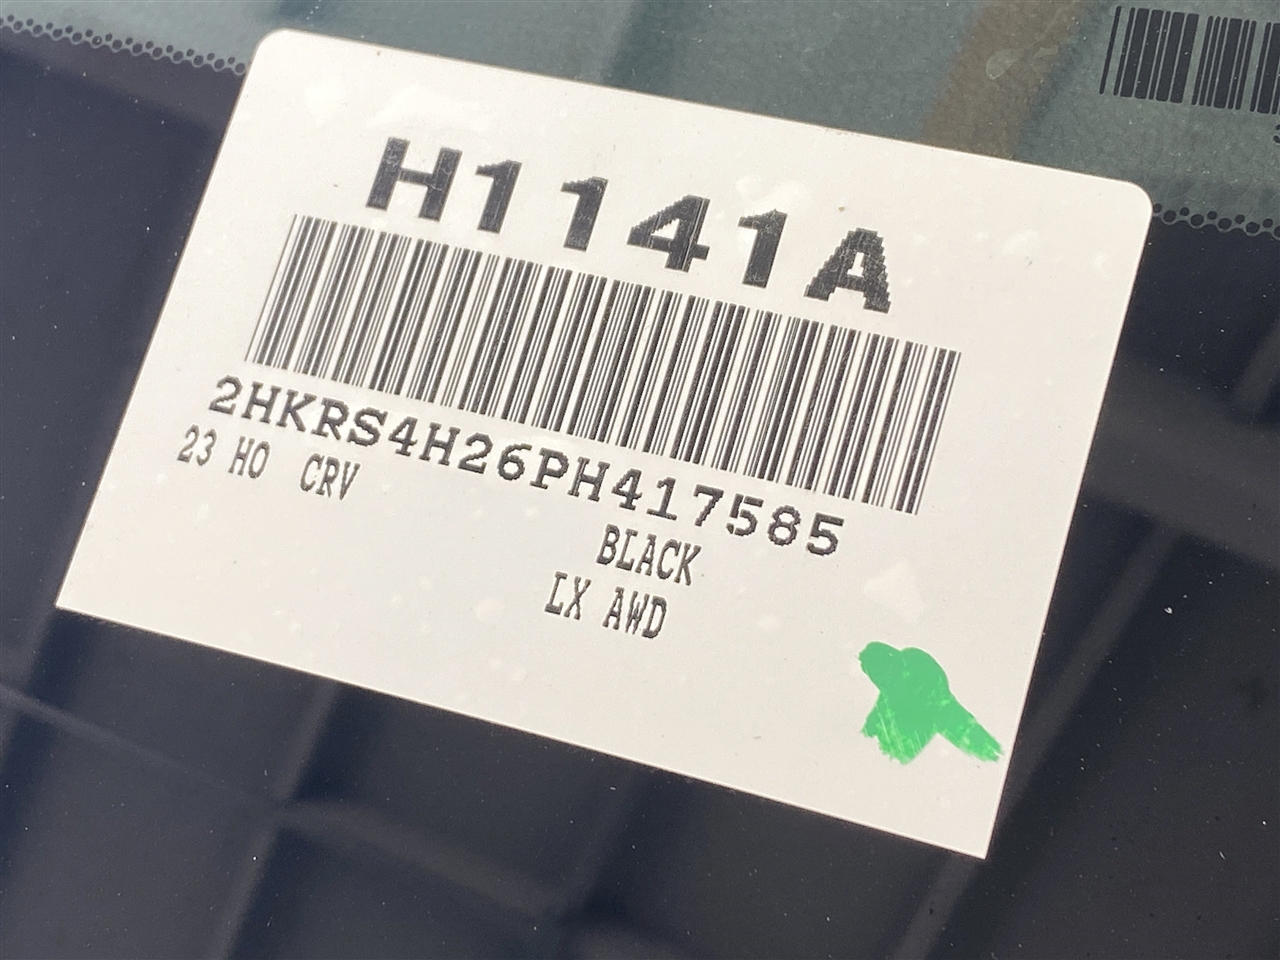 H1141A
2HKRS4H26PH417585
23 HO CRV
BLACK
LX AWD